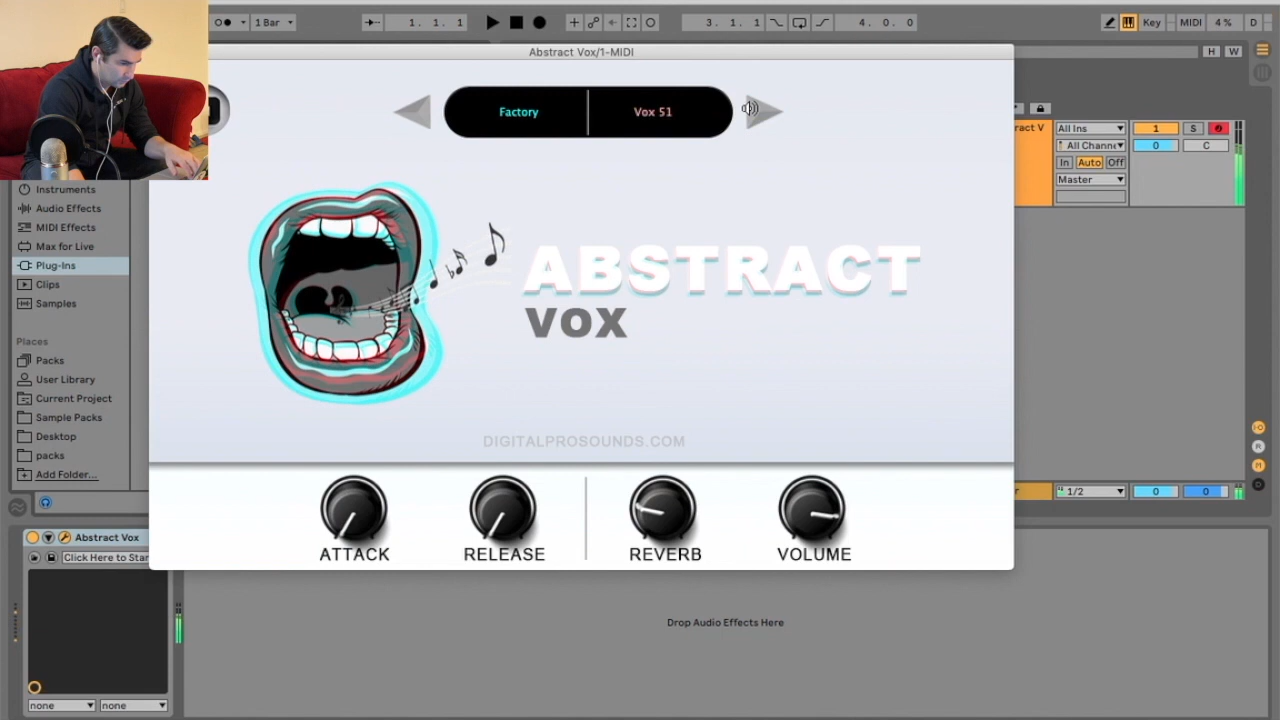 1 Bar
1. 1. 1
3. 1. 1
4. 0. 0
Key
MIDI
4 %
D
Abstract Vox/1-MIDI
H
W
Factory
Vox 51
ract V
All Ins
1
S
All Channe
0
C
In
Auto
Off
Master
Instruments
Audio Effects
MIDI Effects
Max for Live
Plug-Ins
Clips
Samples
Places
Packs
User Library
Current Project
Sample Packs
Desktop
packs
Add Folder...
ABSTRACT
VOX
DIGITALPROSOUNDS.COM
ATTACK
RELEASE
REVERB
VOLUME
1/2
0
0
R
M
D
Abstract Vox
Click Here to Star
Drop Audio Effects Here
none
none